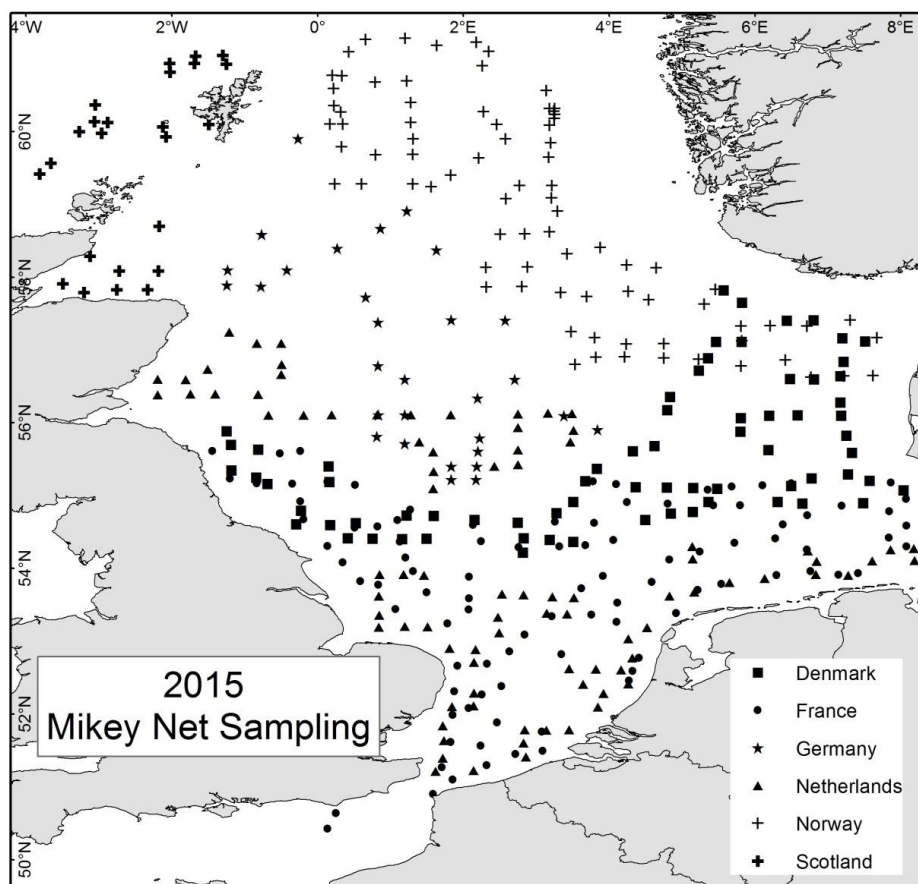 4°W 2°W 0° 2°E 4°E 6°E 8°E
60°N
58°N
56°N
54°N
52°N
50°N
2015
Mikey Net Sampling
Denmark
France
Germany
Netherlands
Norway
Scotland